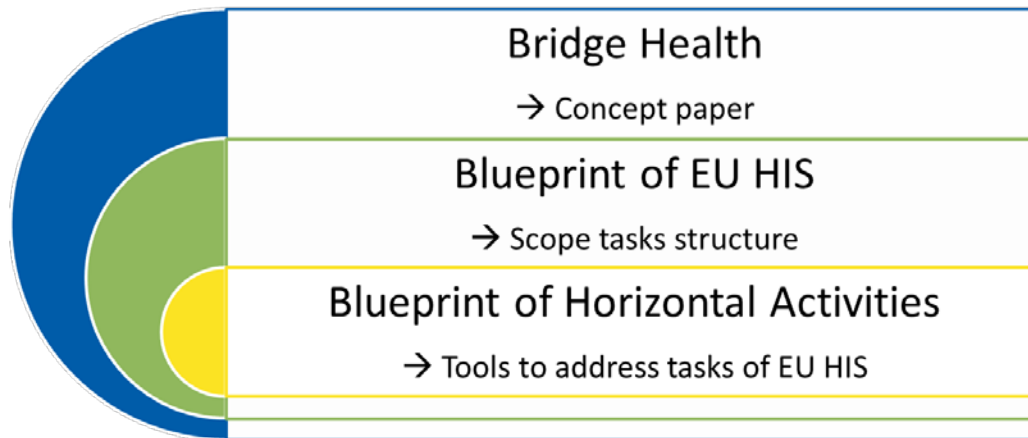 Bridge Health
→ Concept paper
Blueprint of EU HIS
→ Scope tasks structure
Blueprint of Horizontal Activities
→ Tools to address tasks of EU HIS